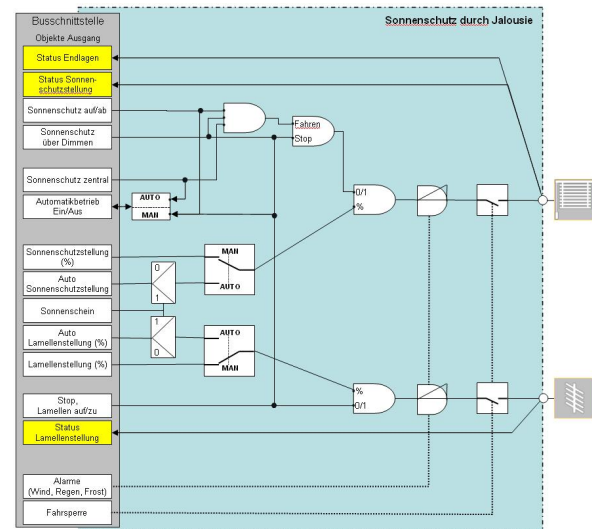 Busschnittstelle
Sonnenschutz durch Jalousie
Objekte Ausgang
Status Endlagen
Status Sonnen-
schutzstellung
Sonnenschutz auf/ab
Fahren
Sonnenschutz
über Dimmen
Stop
Sonnenschutz zentral
AUTO
0/1
Automatikbetrieb
Ein/Aus
MAN
%
Sonnenschutzstellung
(%)
MAN
0
Auto
Sonnenschutzstellung
AUTO
1
Sonnenschein
1
Auto
Lamellenstellung (%)
AUTO
0
Lamellenstellung (%)
MAN
%
Stop,
Lamellen auf/zu
0/1
Status
Lamellenstellung
Alarme
(Wind, Regen, Frost)
Fahrsperre